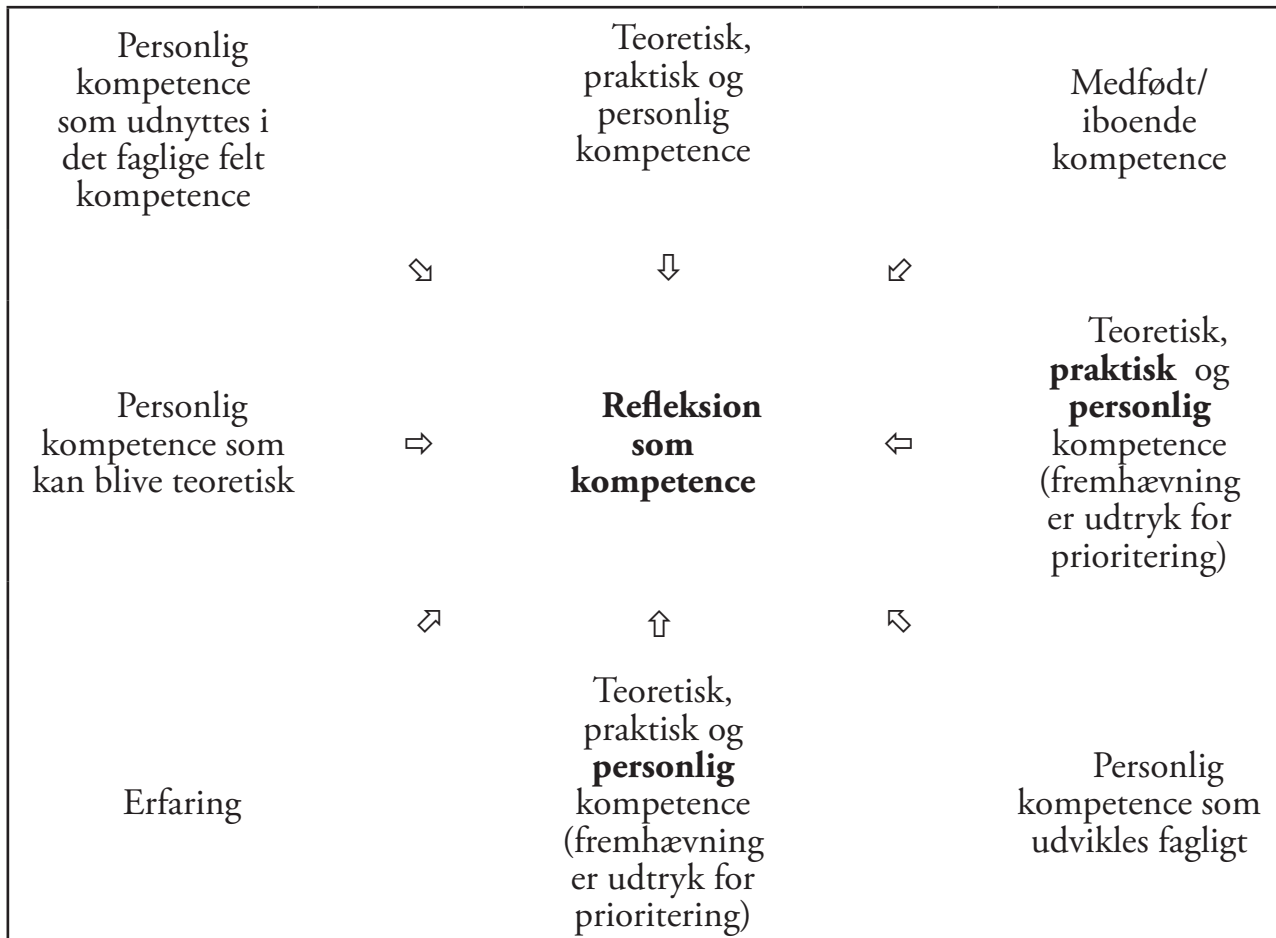 Personlig
kompetence
som udnyttes i
det faglige felt
kompetence
Teoretisk,
praktisk og
personlig
kompetence
Medfødt/
iboende
kompetence
⬂
⇩
⬃
Personlig
kompetence som
kan blive teoretisk
⇨
Refleksion
som
kompetence
⇦
Teoretisk,
praktisk og
personlig
kompetence
(fremhævning
er udtryk for
prioritering)
⬀
⇧
⬁
Erfaring
Teoretisk,
praktisk og
personlig
kompetence
(fremhævning
er udtryk for
prioritering)
Personlig
kompetence som
udvikles fagligt